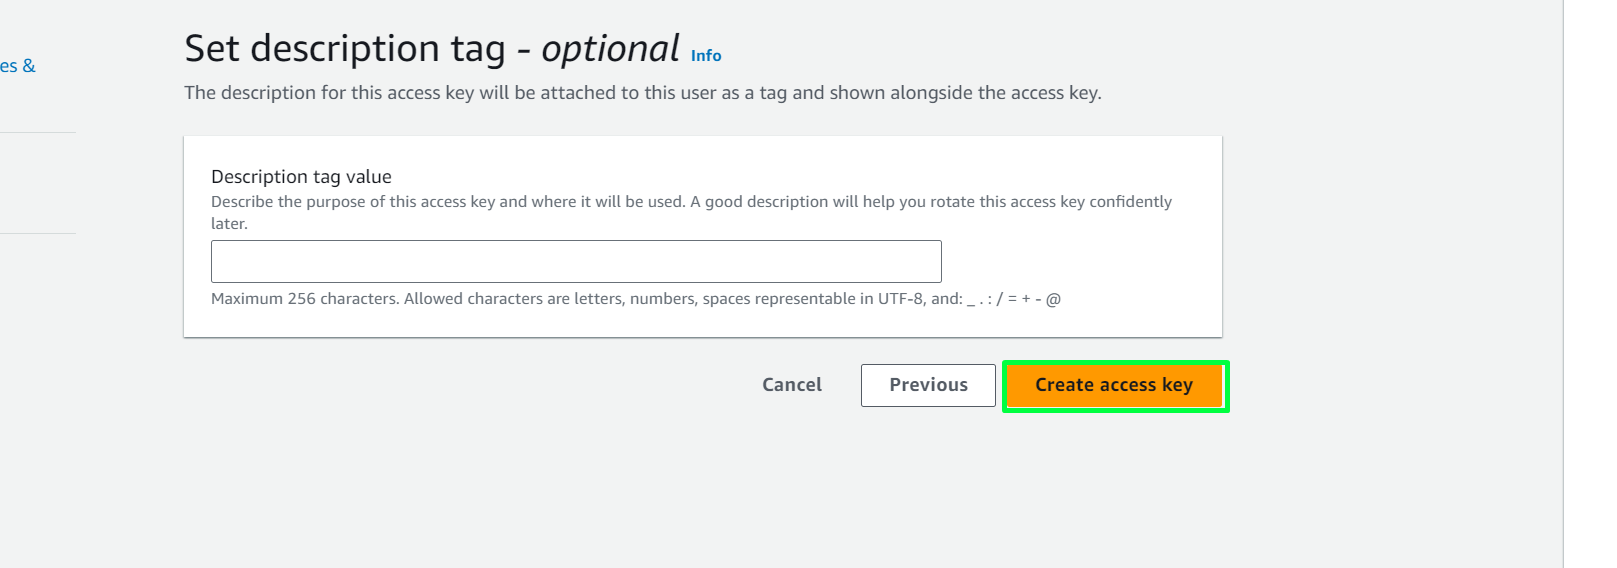 Set description tag - optional Info
es &
The description for this access key will be attached to this user as a tag and shown alongside the access key.
Description tag value
Describe the purpose of this access key and where it will be used. A good description will help you rotate this access key confidently
later.
Maximum 256 characters. Allowed characters are letters, numbers, spaces representable in UTF-8, and: _ . : / = + - @
Cancel Previous Create access key